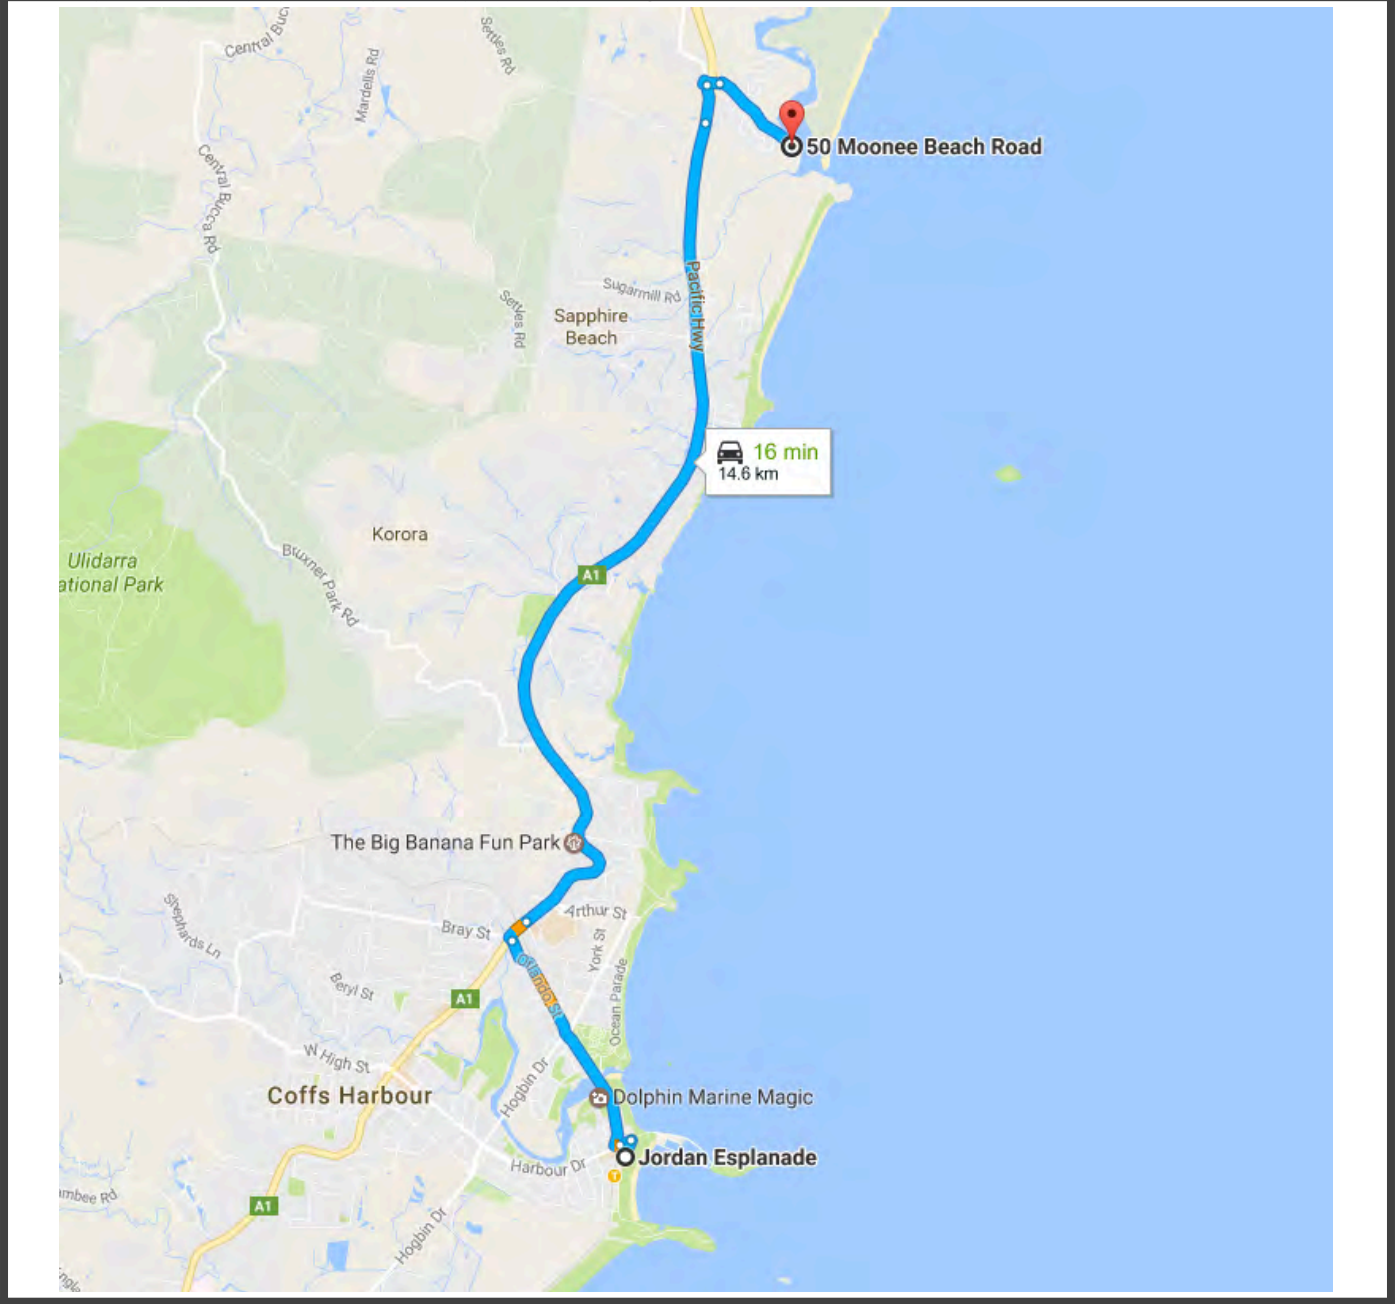 Central Buc
Settles Rd
Mardells Rd
50 Moonee Beach Road
Central Bucca Rd
Pacific Hwy
Sugarmill Rd
Settles Rd
Sapphire
Beach
16 min
14.6 km
Korora
Ulidarra
ational Park
Bruxner Park Rd
A1
The Big Banana Fun Park
Shephards Ln
Bray St
Arthur St
York St
Orlando St
Ocean Parade
Beryl St
A1
W High St
Hogbin Dr
Coffs Harbour
Dolphin Marine Magic
Jordan Esplanade
Harbour Dr
ambee Rd
A1
Hogbin Dr